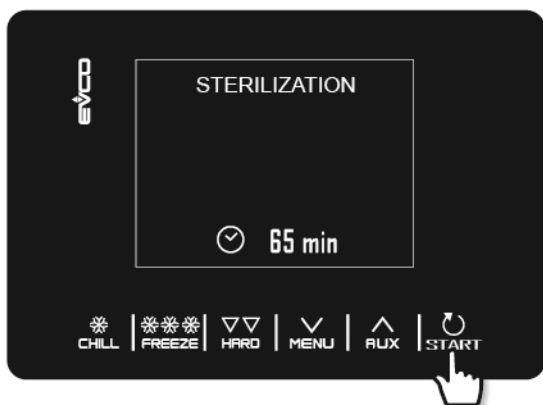 EVCO
STERILIZATION
65 min
CHILL
FREEZE
HARD
MENU
AUX
START